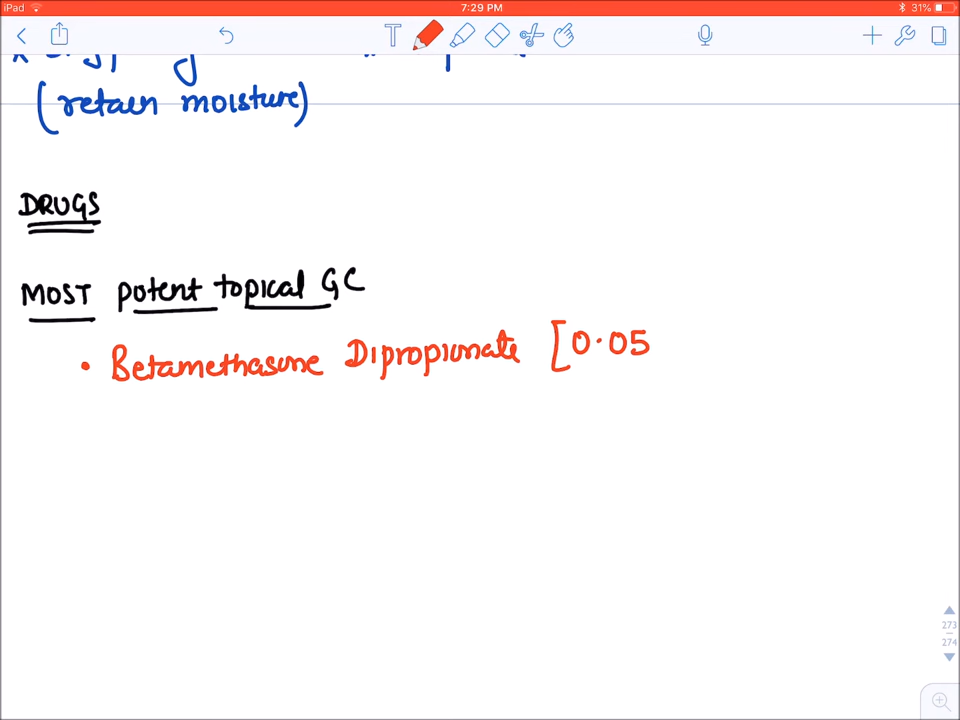 iPad 7:29 PM 31%
T
(retain moisture)
DRUGS
MOST potent topical GC
• Betamethasone Dipropionate [0.05
273
274